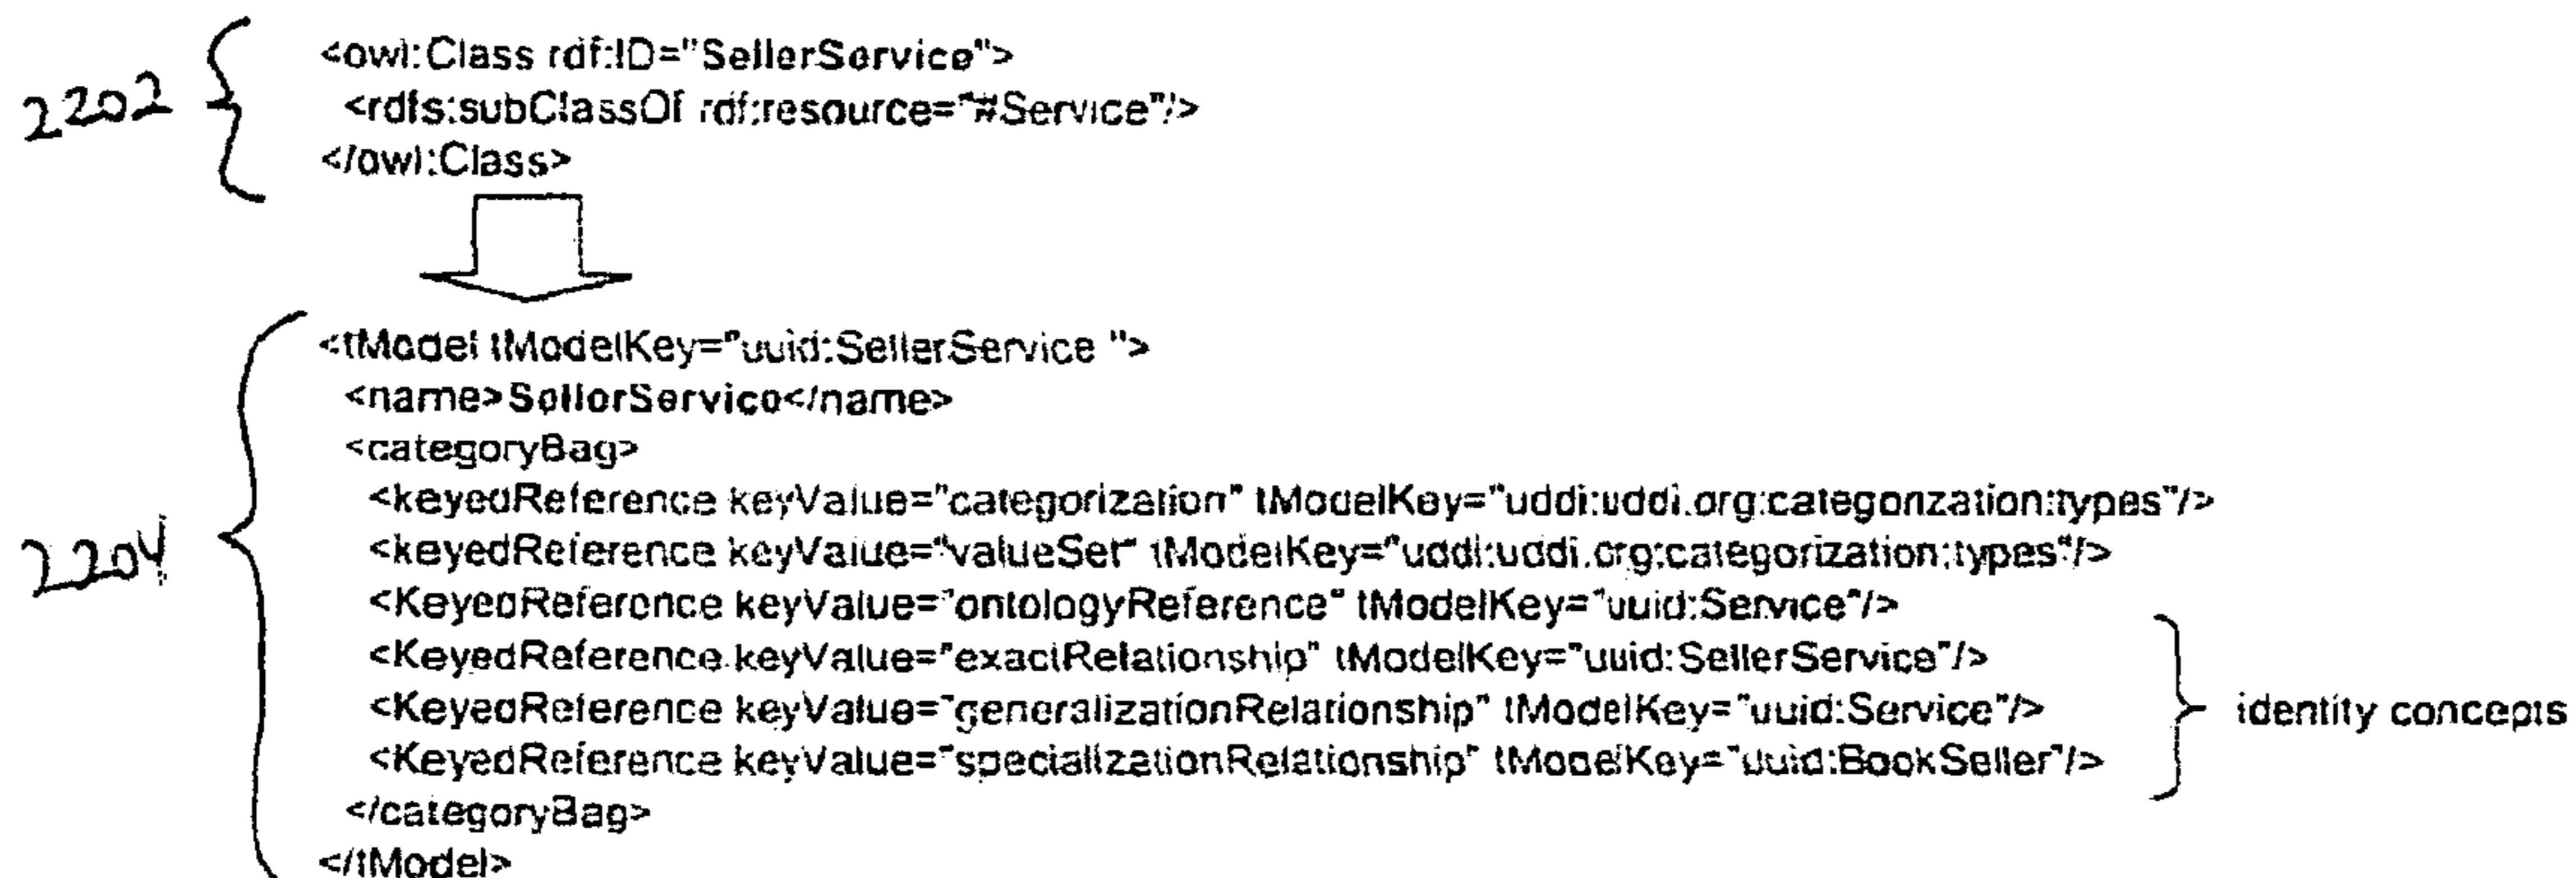 2202
<owl:Class rdf:ID="SellerService">
<rdfs:subClassOf rdf:resource="#Service"/>
</owl:Class>
2204
<tModel tModelKey="uuid:SellerService ">
<name>SellerService</name>
<categoryBag>
<keyedReference keyValue="categorization" tModelKey="uddi:uddi.org:categorization:types"/>
<keyedReference keyValue="valueSet" tModelKey="uddi:uddi.org:categorization:types"/>
<KeyedReference keyValue="ontologyReference" tModelKey="uuid:Service"/>
<KeyedReference keyValue="exactRelationship" tModelKey="uuid:SellerService"/>
<KeyedReference keyValue="generalizationRelationship" tModelKey="uuid:Service"/>
<KeyedReference keyValue="specializationRelationship" tModelKey="uuid:BookSeller"/>
identity concepts
</categoryBag>
</tModel>